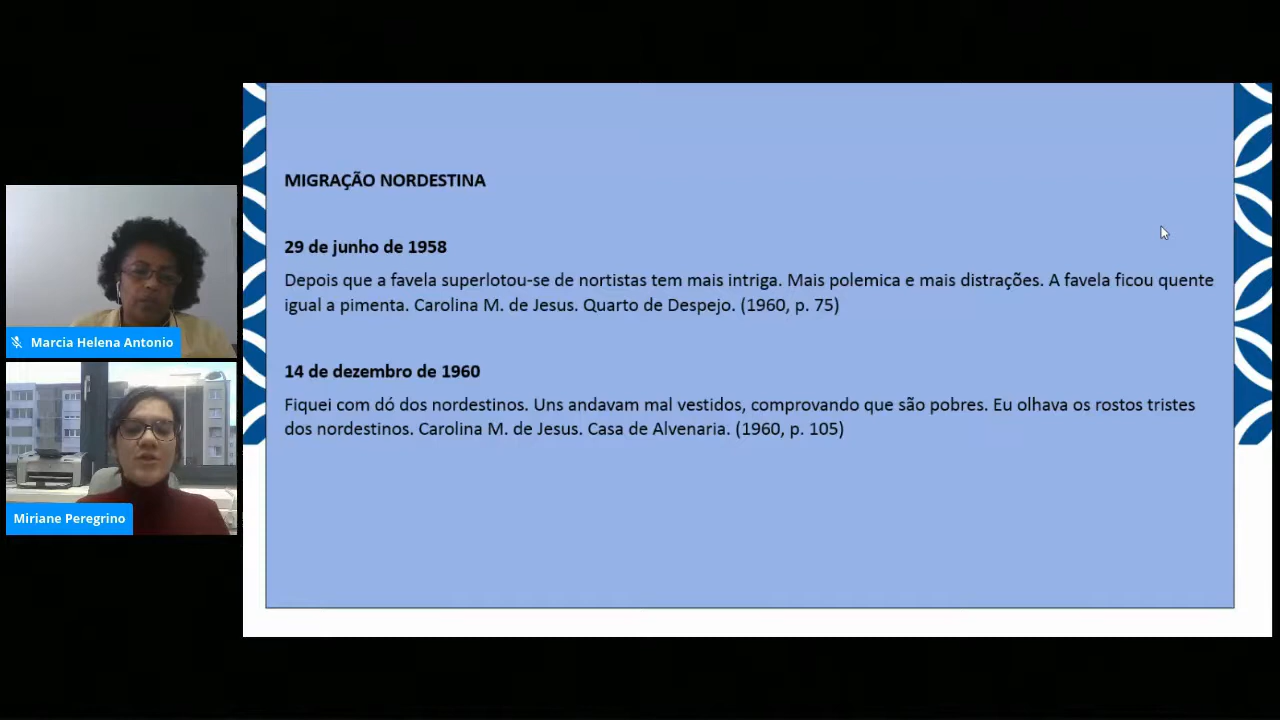 MIGRAÇÃO NORDESTINA
29 de junho de 1958
Depois que a favela superlotou-se de nortistas tem mais intriga. Mais polemica e mais distrações. A favela ficou quente
igual a pimenta. Carolina M. de Jesus. Quarto de Despejo. (1960, p. 75)
14 de dezembro de 1960
Fiquei com dó dos nordestinos. Uns andavam mal vestidos, comprovando que são pobres. Eu olhava os rostos tristes
dos nordestinos. Carolina M. de Jesus. Casa de Alvenaria. (1960, p. 105)
Marcia Helena Antonio
Miriane Peregrino